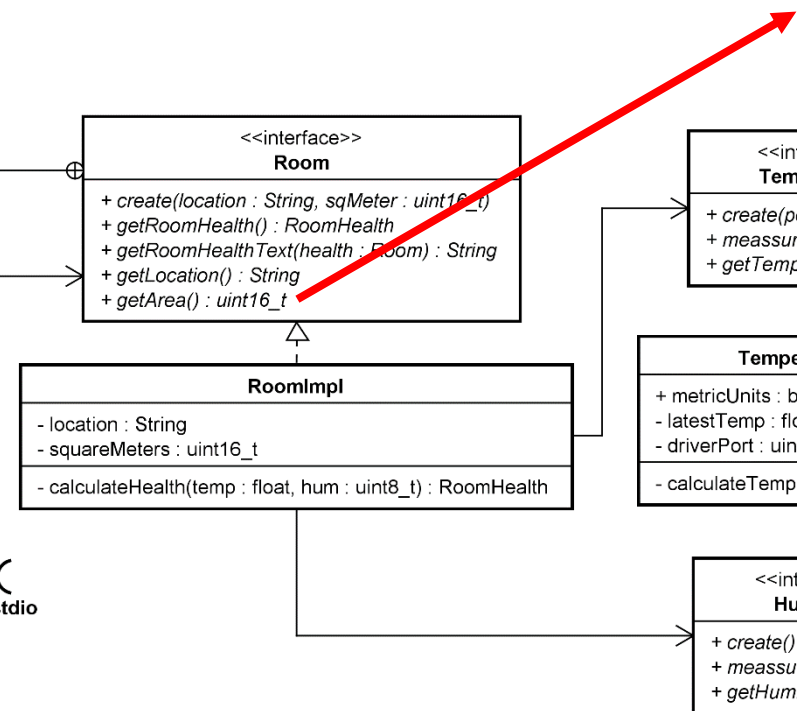 <<interface>>
Room
+ create(location : String, sqMeter : uint16_t)
+ getRoomHealth() : RoomHealth
+ getRoomHealthText(health : Room) : String
+ getLocation() : String
+ getArea() : uint16_t
RoomImpl
- location : String
- squareMeters : uint16_t
- calculateHealth(temp : float, hum : uint8_t) : RoomHealth
<<int
Tem
+ create(p
+ meassur
+ getTemp
Tempe
+ metricUnits : b
- latestTemp : flo
- driverPort : uin
- calculateTemp
tdio
<<int
Hu
+ create()
+ meassu
+ getHum